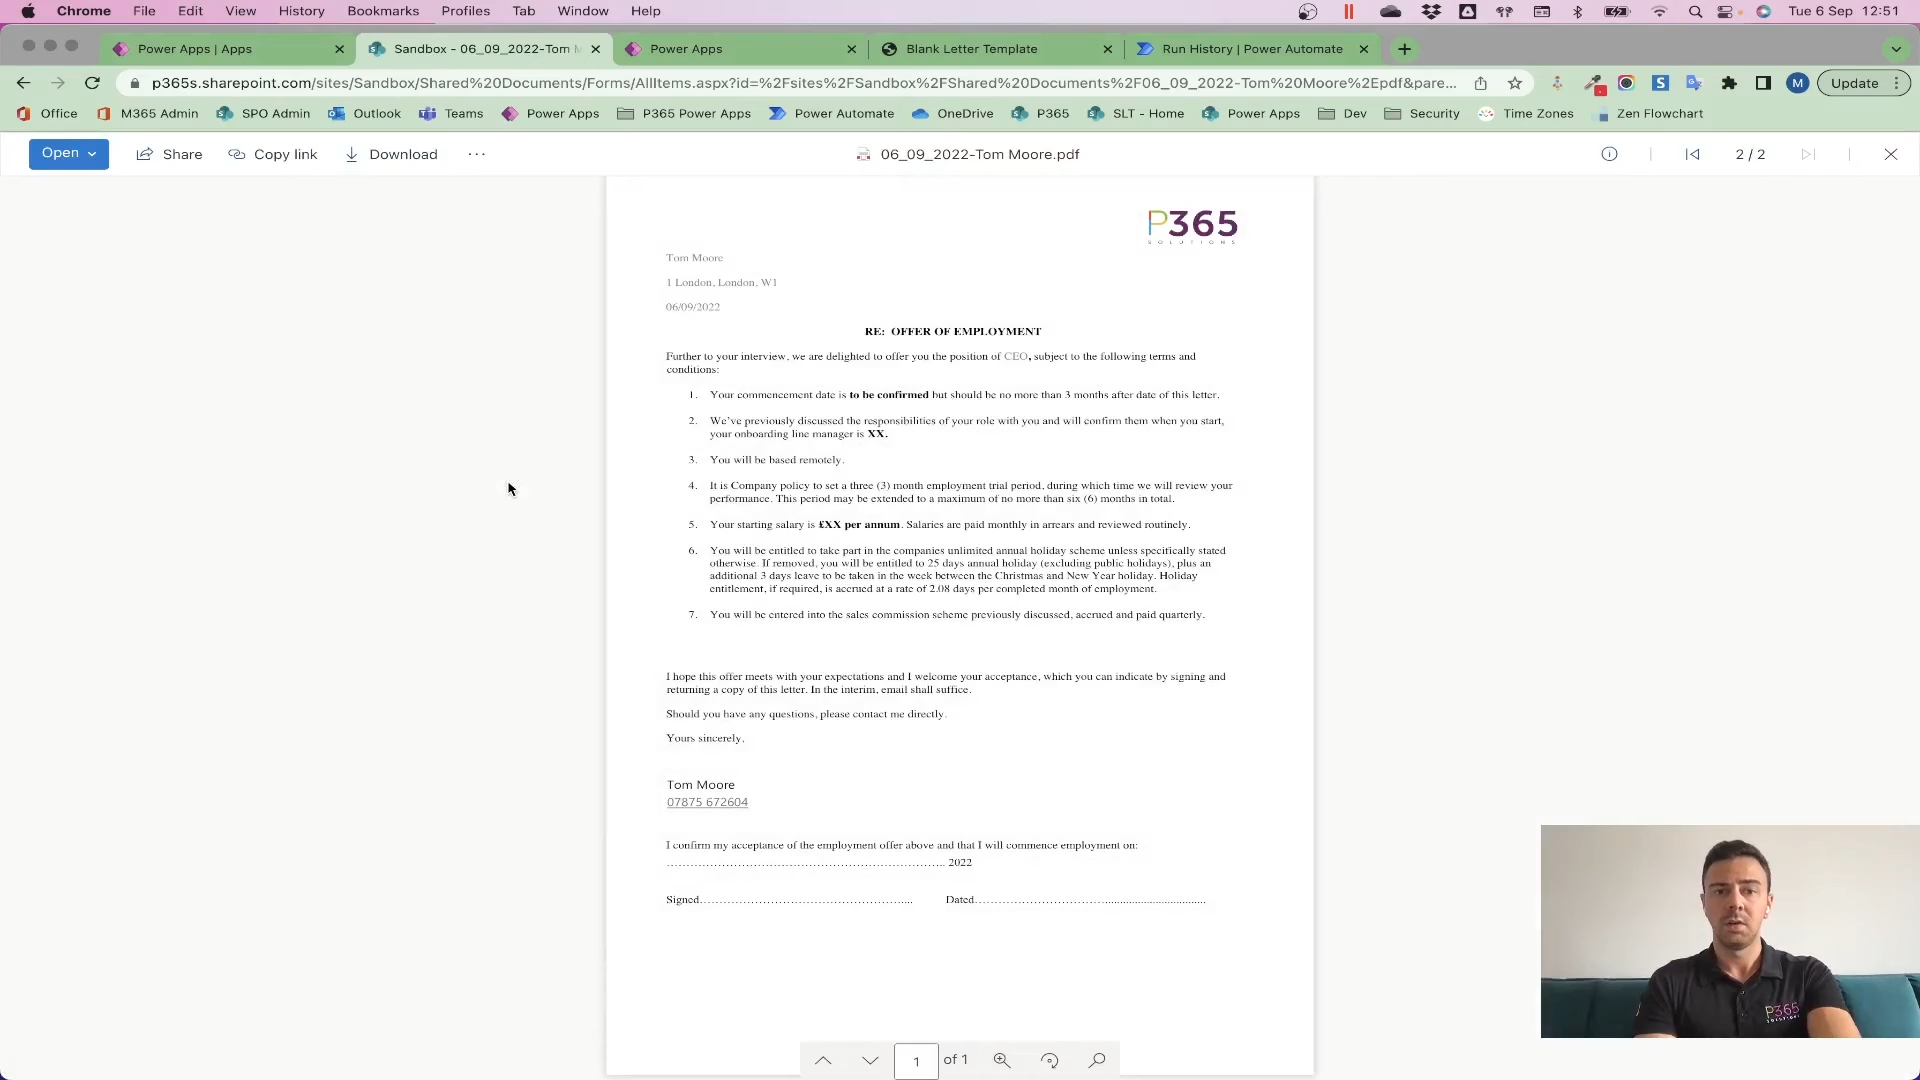 Chrome File Edit View History Bookmarks Profiles Tab Window Help Tue 6 Sep 12:51
Power Apps | Apps Sandbox - 06_09_2022-Tom M Power Apps Blank Letter Template Run History | Power Automate
p365s.sharepoint.com/sites/Sandbox/Shared%20Documents/Forms/AllItems.aspx?id=%2Fsites%2FSandbox%2FShared%20Documents%2F06_09_2022-Tom%20Moore%2Epdf&pare... S M Update
Office M365 Admin SPO Admin Outlook Teams Power Apps P365 Power Apps Power Automate OneDrive P365 SLT - Home Power Apps Dev Security Time Zones Zen Flowchart
Open Share Copy link Download ... 06_09_2022-Tom Moore.pdf 2 / 2
P365
SOLUTIONS
Tom Moore
1 London, London, W1
06/09/2022
RE: OFFER OF EMPLOYMENT
Further to your interview, we are delighted to offer you the position of CEO, subject to the following terms and
conditions:
1. Your commencement date is to be confirmed but should be no more than 3 months after date of this letter.
2. We've previously discussed the responsibilities of your role with you and will confirm them when you start,
your onboarding line manager is XX.
3. You will be based remotely.
4. It is Company policy to set a three (3) month employment trial period, during which time we will review your
performance. This period may be extended to a maximum of no more than six (6) months in total.
5. Your starting salary is £XX per annum. Salaries are paid monthly in arrears and reviewed routinely.
6. You will be entitled to take part in the companies unlimited annual holiday scheme unless specifically stated
otherwise. If removed, you will be entitled to 25 days annual holiday (excluding public holidays), plus an
additional 3 days leave to be taken in the week between the Christmas and New Year holiday. Holiday
entitlement, if required, is accrued at a rate of 2.08 days per completed month of employment.
7. You will be entered into the sales commission scheme previously discussed, accrued and paid quarterly.
I hope this offer meets with your expectations and I welcome your acceptance, which you can indicate by signing and
returning a copy of this letter. In the interim, email shall suffice.
Should you have any questions, please contact me directly.
Yours sincerely,
Tom Moore
07875 672604
I confirm my acceptance of the employment offer above and that I will commence employment on:
……………………………………………………………….. 2022
Signed………………………………………….... Dated……………………………..................................
P365
SOLUTIONS
1 of 1